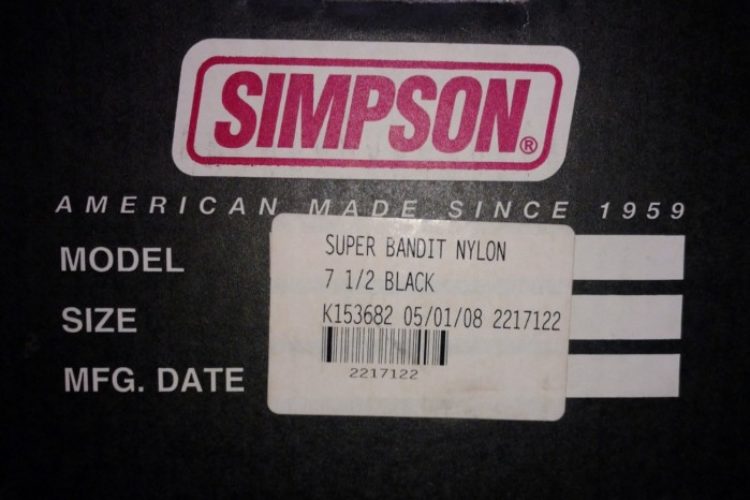 SIMPSON®
AMERICAN MADE SINCE 1959
MODEL
SUPER BANDIT NYLON
7 1/2 BLACK
SIZE
K153682 05/01/08 2217122
MFG. DATE
2217122